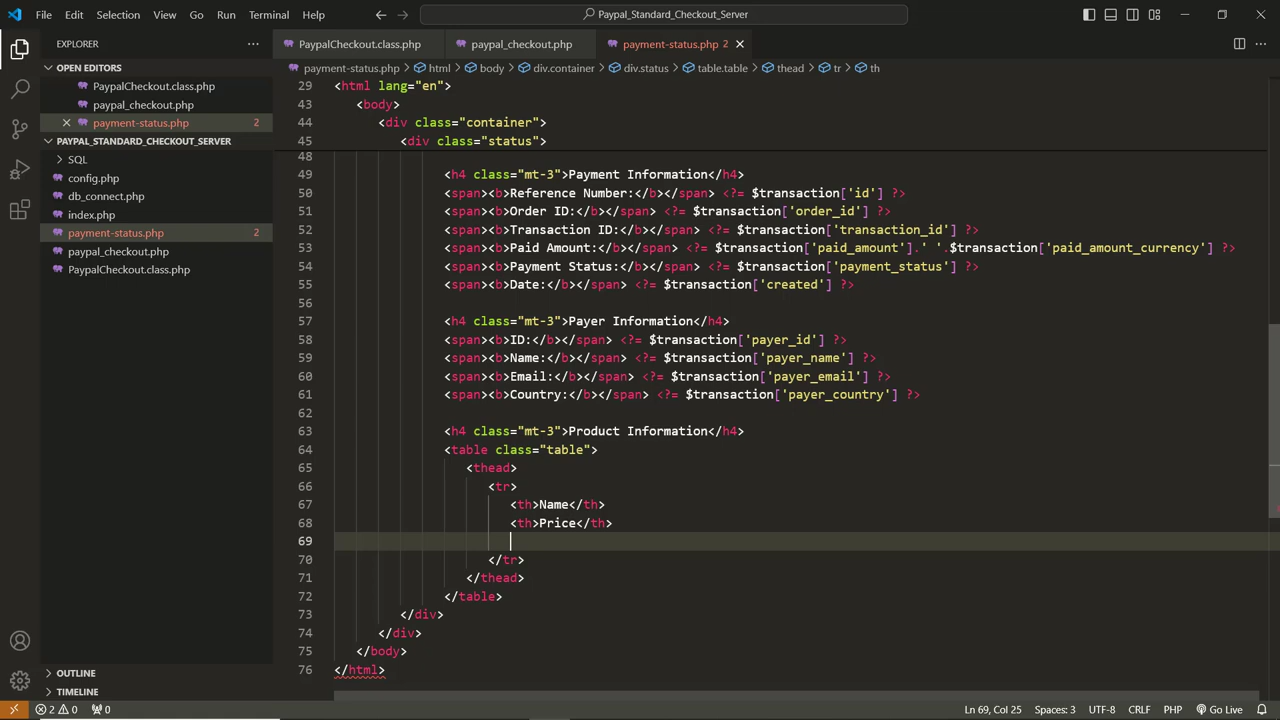 File Edit Selection View Go Run Terminal Help
Paypal_Standard_Checkout_Server
EXPLORER
PaypalCheckout.class.php
paypal_checkout.php
payment-status.php 2
OPEN EDITORS
PaypalCheckout.class.php
paypal_checkout.php
payment-status.php 2
PAYPAL_STANDARD_CHECKOUT_SERVER
SQL
config.php
db_connect.php
index.php
payment-status.php 2
paypal_checkout.php
PaypalCheckout.class.php
OUTLINE
TIMELINE
payment-status.php > html > body > div.container > div.status > table.table > thead > tr > th
29 <html lang="en">
43 <body>
44 <div class="container">
45 <div class="status">
48
49 <h4 class="mt-3">Payment Information</h4>
50 <span><b>Reference Number:</b></span> <?= $transaction['id'] ?>
51 <span><b>Order ID:</b></span> <?= $transaction['order_id'] ?>
52 <span><b>Transaction ID:</b></span> <?= $transaction['transaction_id'] ?>
53 <span><b>Paid Amount:</b></span> <?= $transaction['paid_amount'].' '.$transaction['paid_amount_currency'] ?>
54 <span><b>Payment Status:</b></span> <?= $transaction['payment_status'] ?>
55 <span><b>Date:</b></span> <?= $transaction['created'] ?>
56
57 <h4 class="mt-3">Payer Information</h4>
58 <span><b>ID:</b></span> <?= $transaction['payer_id'] ?>
59 <span><b>Name:</b></span> <?= $transaction['payer_name'] ?>
60 <span><b>Email:</b></span> <?= $transaction['payer_email'] ?>
61 <span><b>Country:</b></span> <?= $transaction['payer_country'] ?>
62
63 <h4 class="mt-3">Product Information</h4>
64 <table class="table">
65 <thead>
66 <tr>
67 <th>Name</th>
68 <th>Price</th>
69
70 </tr>
71 </thead>
72 </table>
73 </div>
74 </div>
75 </body>
76 </html>
2 0 0 Ln 69, Col 25 Spaces: 3 UTF-8 CRLF PHP Go Live